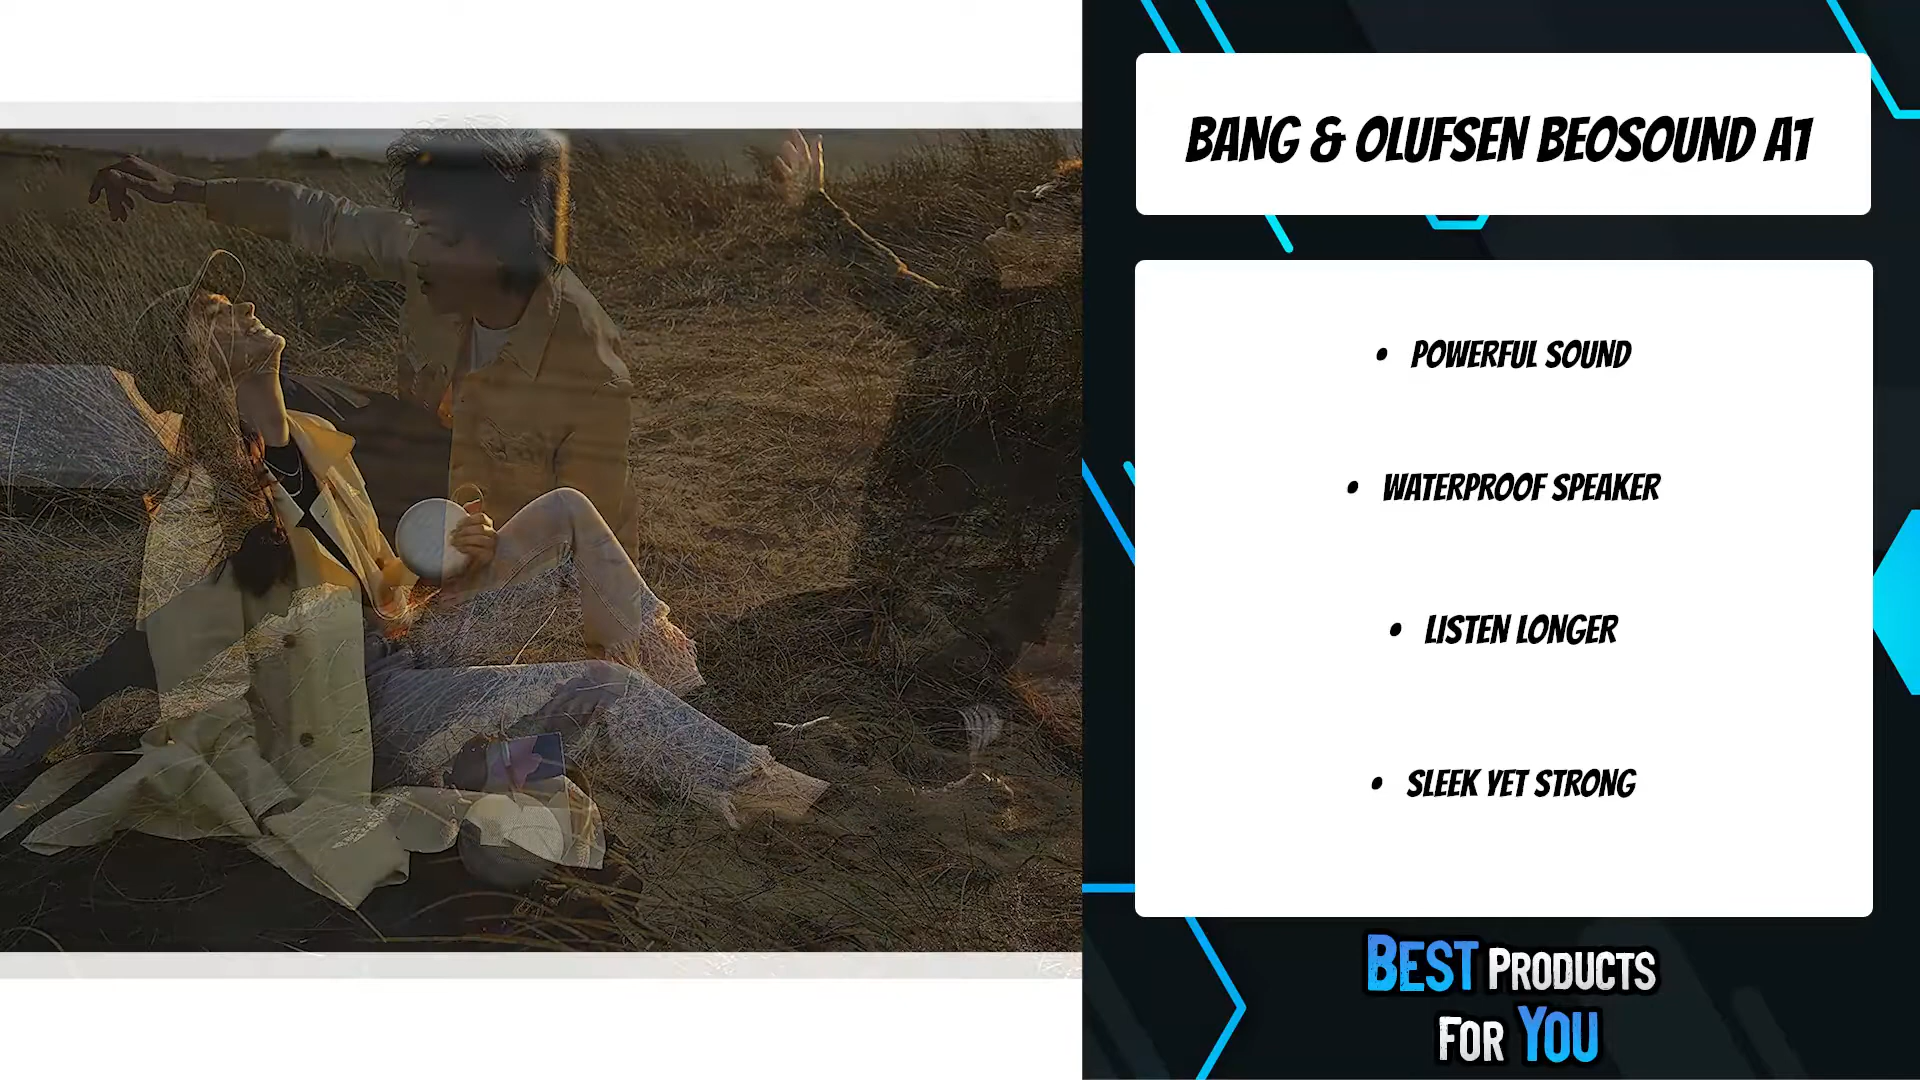 BANG & OLUFSEN BEOSOUND A1
• POWERFUL SOUND
• WATERPROOF SPEAKER
• LISTEN LONGER
• SLEEK YET STRONG
BEST PRODUCTS
FOR YOU